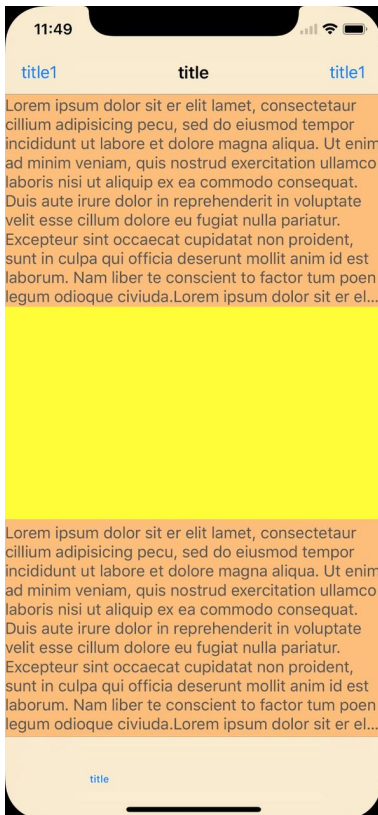 11:49
title1 title title1
Lorem ipsum dolor sit er elit lamet, consectetaur
cillium adipisicing pecu, sed do eiusmod tempor
incididunt ut labore et dolore magna aliqua. Ut enim
ad minim veniam, quis nostrud exercitation ullamco
laboris nisi ut aliquip ex ea commodo consequat.
Duis aute irure dolor in reprehenderit in voluptate
velit esse cillum dolore eu fugiat nulla pariatur.
Excepteur sint occaecat cupidatat non proident,
sunt in culpa qui officia deserunt mollit anim id est
laborum. Nam liber te conscient to factor tum poen
legum odioque civiuda.Lorem ipsum dolor sit er el...
Lorem ipsum dolor sit er elit lamet, consectetaur
cillium adipisicing pecu, sed do eiusmod tempor
incididunt ut labore et dolore magna aliqua. Ut enim
ad minim veniam, quis nostrud exercitation ullamco
laboris nisi ut aliquip ex ea commodo consequat.
Duis aute irure dolor in reprehenderit in voluptate
velit esse cillum dolore eu fugiat nulla pariatur.
Excepteur sint occaecat cupidatat non proident,
sunt in culpa qui officia deserunt mollit anim id est
laborum. Nam liber te conscient to factor tum poen
legum odioque civiuda.Lorem ipsum dolor sit er el...
title